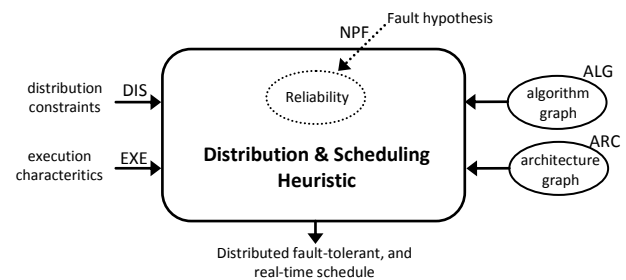 Fault hypothesis
NPF
ALG
distribution
constraints
DIS
Reliability
algorithm
graph
ARC
execution
characteritics
EXE
Distribution & Scheduling
Heuristic
architecture
graph
Distributed fault-tolerant, and
real-time schedule